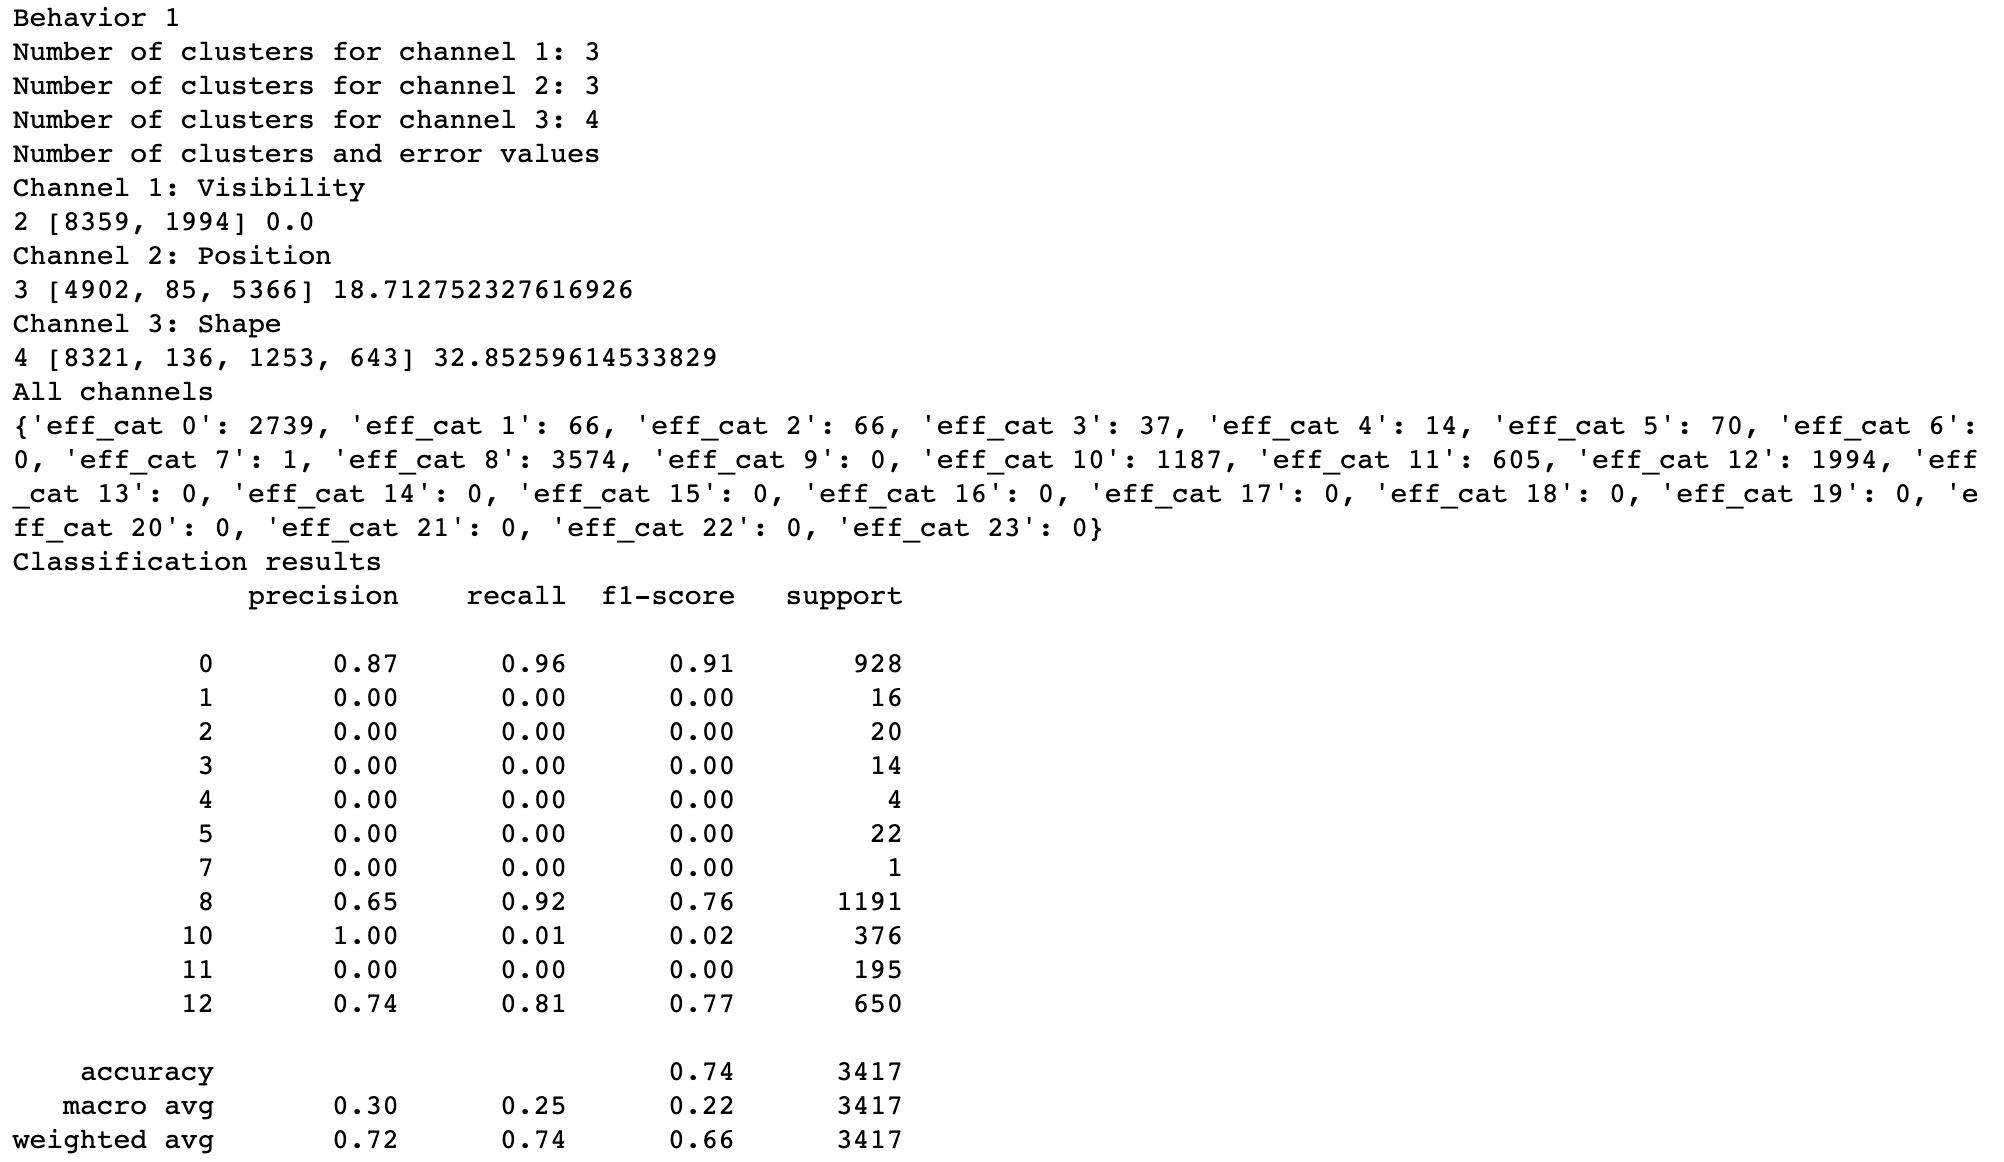 Behavior 1
Number of clusters for channel 1: 3
Number of clusters for channel 2: 3
Number of clusters for channel 3: 4
Number of clusters and error values
Channel 1: Visibility
2 [8359, 1994] 0.0
Channel 2: Position
3 [4902, 85, 5366] 18.712752327616926
Channel 3: Shape
4 [8321, 136, 1253, 643] 32.85259614533829
All channels
{'eff_cat 0': 2739, 'eff_cat 1': 66, 'eff_cat 2': 66, 'eff_cat 3': 37, 'eff_cat 4': 14, 'eff_cat 5': 70, 'eff_cat 6':
0, 'eff_cat 7': 1, 'eff_cat 8': 3574, 'eff_cat 9': 0, 'eff_cat 10': 1187, 'eff_cat 11': 605, 'eff_cat 12': 1994, 'eff
_cat 13': 0, 'eff_cat 14': 0, 'eff_cat 15': 0, 'eff_cat 16': 0, 'eff_cat 17': 0, 'eff_cat 18': 0, 'eff_cat 19': 0, 'e
ff_cat 20': 0, 'eff_cat 21': 0, 'eff_cat 22': 0, 'eff_cat 23': 0}
Classification results
precision recall f1-score support
0 0.87 0.96 0.91 928
1 0.00 0.00 0.00 16
2 0.00 0.00 0.00 20
3 0.00 0.00 0.00 14
4 0.00 0.00 0.00 4
5 0.00 0.00 0.00 22
7 0.00 0.00 0.00 1
8 0.65 0.92 0.76 1191
10 1.00 0.01 0.02 376
11 0.00 0.00 0.00 195
12 0.74 0.81 0.77 650
accuracy 0.74 3417
macro avg 0.30 0.25 0.22 3417
weighted avg 0.72 0.74 0.66 3417